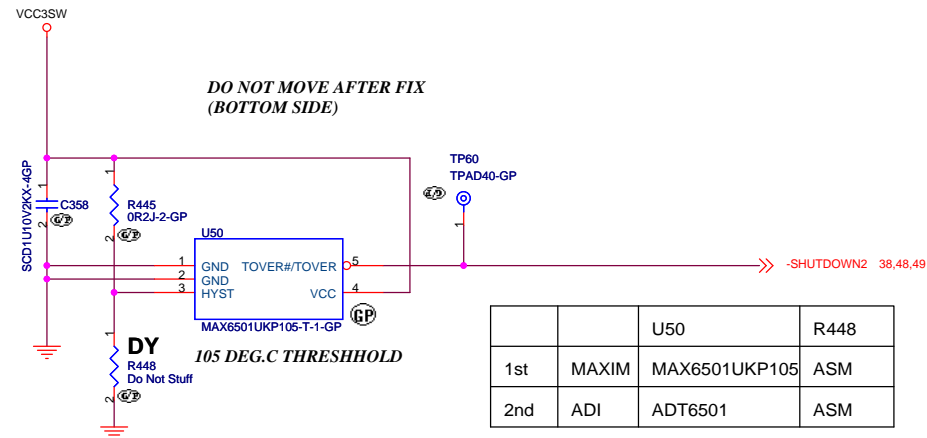 VCC3SW
DO NOT MOVE AFTER FIX
(BOTTOM SIDE)
SCD1U10V2KX-4GP
1
2
C358
G/P
1
R445
0R2J-2-GP
2
G/P
TP60
TPAD40-GP
G/P
1
U50
1 GND TOVER#/TOVER 5
2 GND
3 HYST VCC 4
MAX6501UKP105-T-1-GP
GP
-SHUTDOWN2 38,48,49
105 DEG.C THRESHHOLD
1
DY
R448
Do Not Stuff
2
G/P
U50 R448
1st MAXIM MAX6501UKP105 ASM
2nd ADI ADT6501 ASM